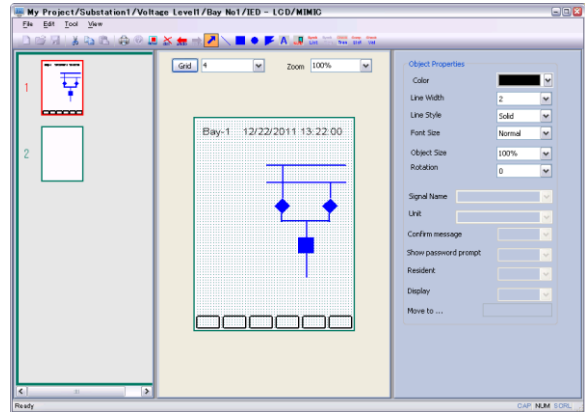 My Project/Substation1/Voltage Level1/Bay No1/IED - LCD/MIMIC
File Edit Tool View
Grid 4 Zoom 100%
1
2
Bay-1 12/22/2011 13:22:00
Object Properties
Color
Line Width 2
Line Style Solid
Font Size Normal
Object Size 100%
Rotation 0
Signal Name
Unit
Confirm message
Show password prompt
Resident
Display
Move to ...
Ready CAP NUM SCRL